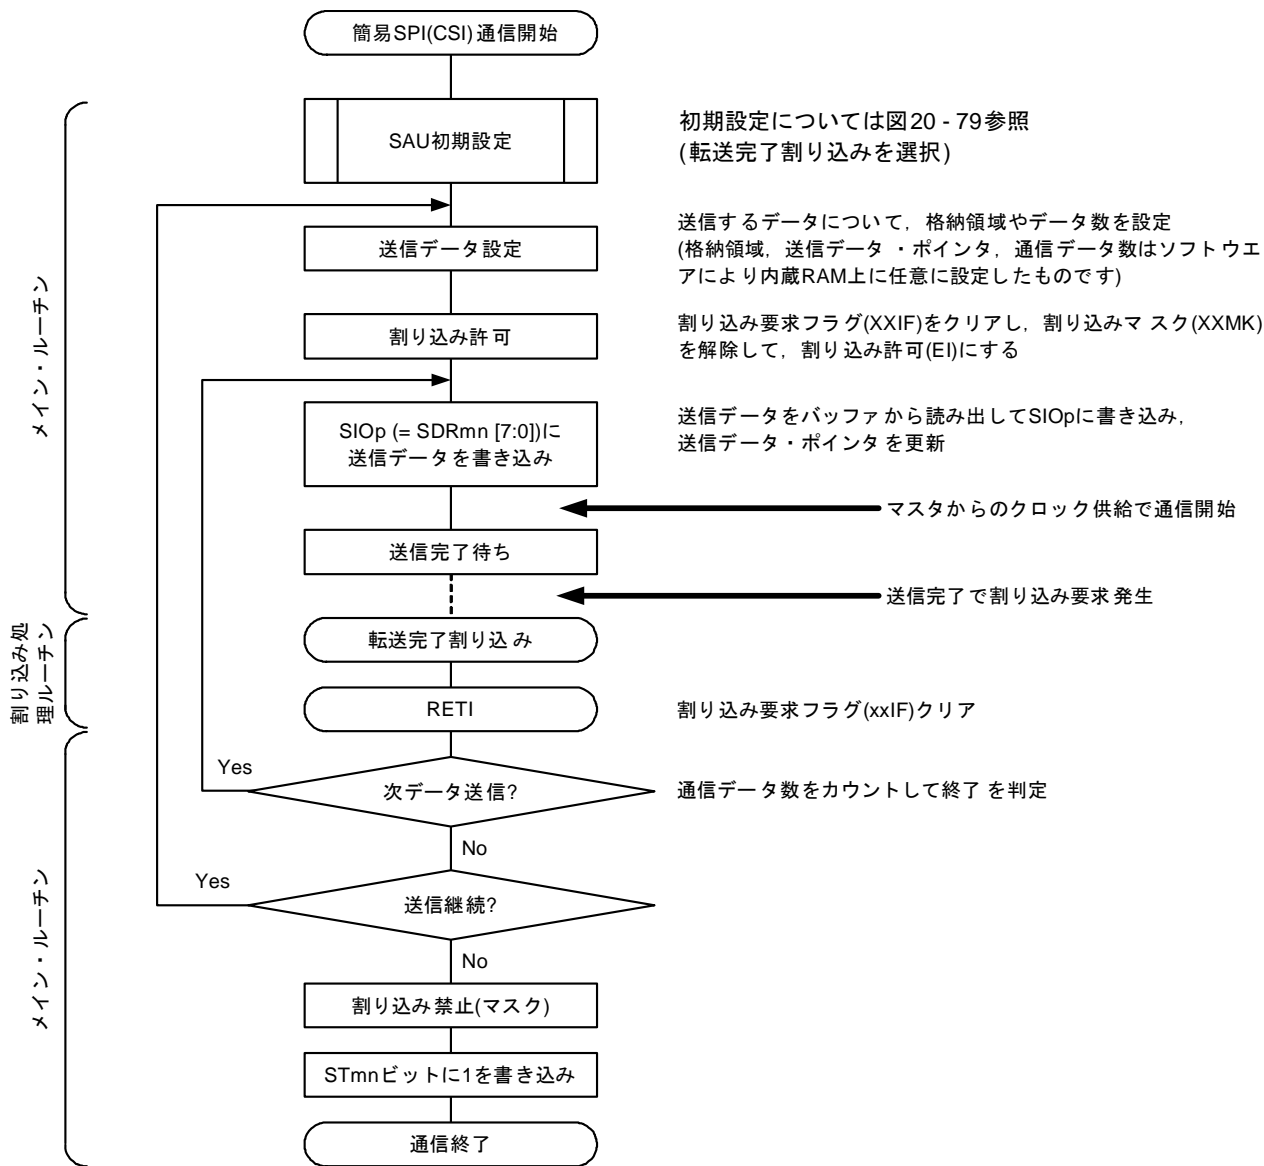 簡易SPI(CSI)通信開始
SAU初期設定
初期設定については図20 - 79参照
(転送完了割り込みを選択)
送信データ設定
送信するデータについて，格納領域やデータ数を設定
(格納領域，送信データ・ポインタ，通信データ数はソフトウエ
アにより内蔵RAM上に任意に設定したものです)
割り込み許可
割り込み要求フラグ(XXIF)をクリアし，割り込みマスク(XXMK)
を解除して，割り込み許可(EI)にする
メイン・ルーチン
SIOp (= SDRmn [7:0])に
送信データを書き込み
送信データをバッファから読み出してSIOpに書き込み，
送信データ・ポインタを更新
マスタからのクロック供給で通信開始
送信完了待ち
送信完了で割り込み要求発生
割り込み処
理ルーチン
転送完了割り込み
RETI
割り込み要求フラグ(xxIF)クリア
Yes
次データ送信?
通信データ数をカウントして終了を判定
No
Yes
送信継続?
No
メイン・ルーチン
割り込み禁止(マスク)
STmnビットに1を書き込み
通信終了